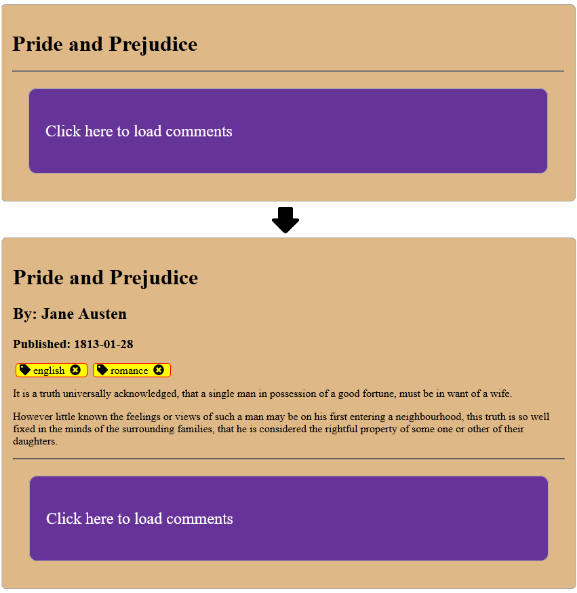 Pride and Prejudice
Click here to load comments
Pride and Prejudice
By: Jane Austen
Published: 1813-01-28
english romance
It is a truth universally acknowledged, that a single man in possession of a good fortune, must be in want of a wife.
However little known the feelings or views of such a man may be on his first entering a neighbourhood, this truth is so well
fixed in the minds of the surrounding families, that he is considered the rightful property of some one or other of their
daughters.
Click here to load comments